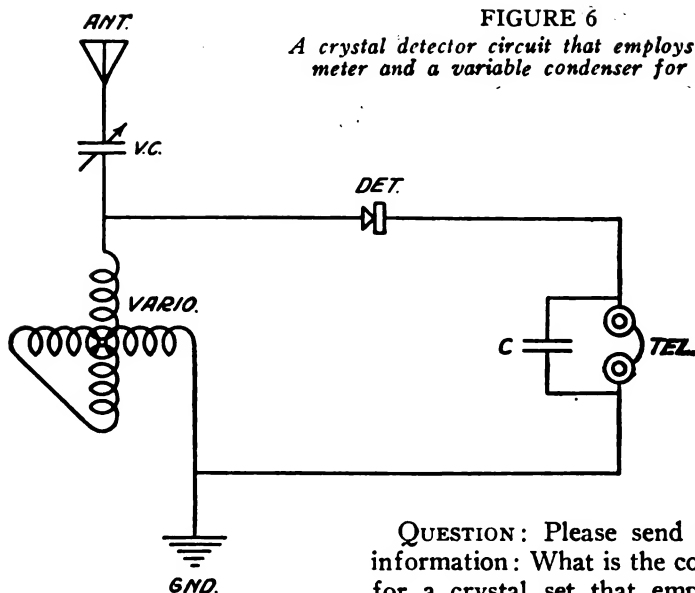 FIGURE 6
A crystal detector circuit that employs
meter and a variable condenser for
ANT.
V.C.
DET.
VARIO.
C
TEL.
GND.
QUESTION: Please send
information: What is the co
for a crystal set that emp